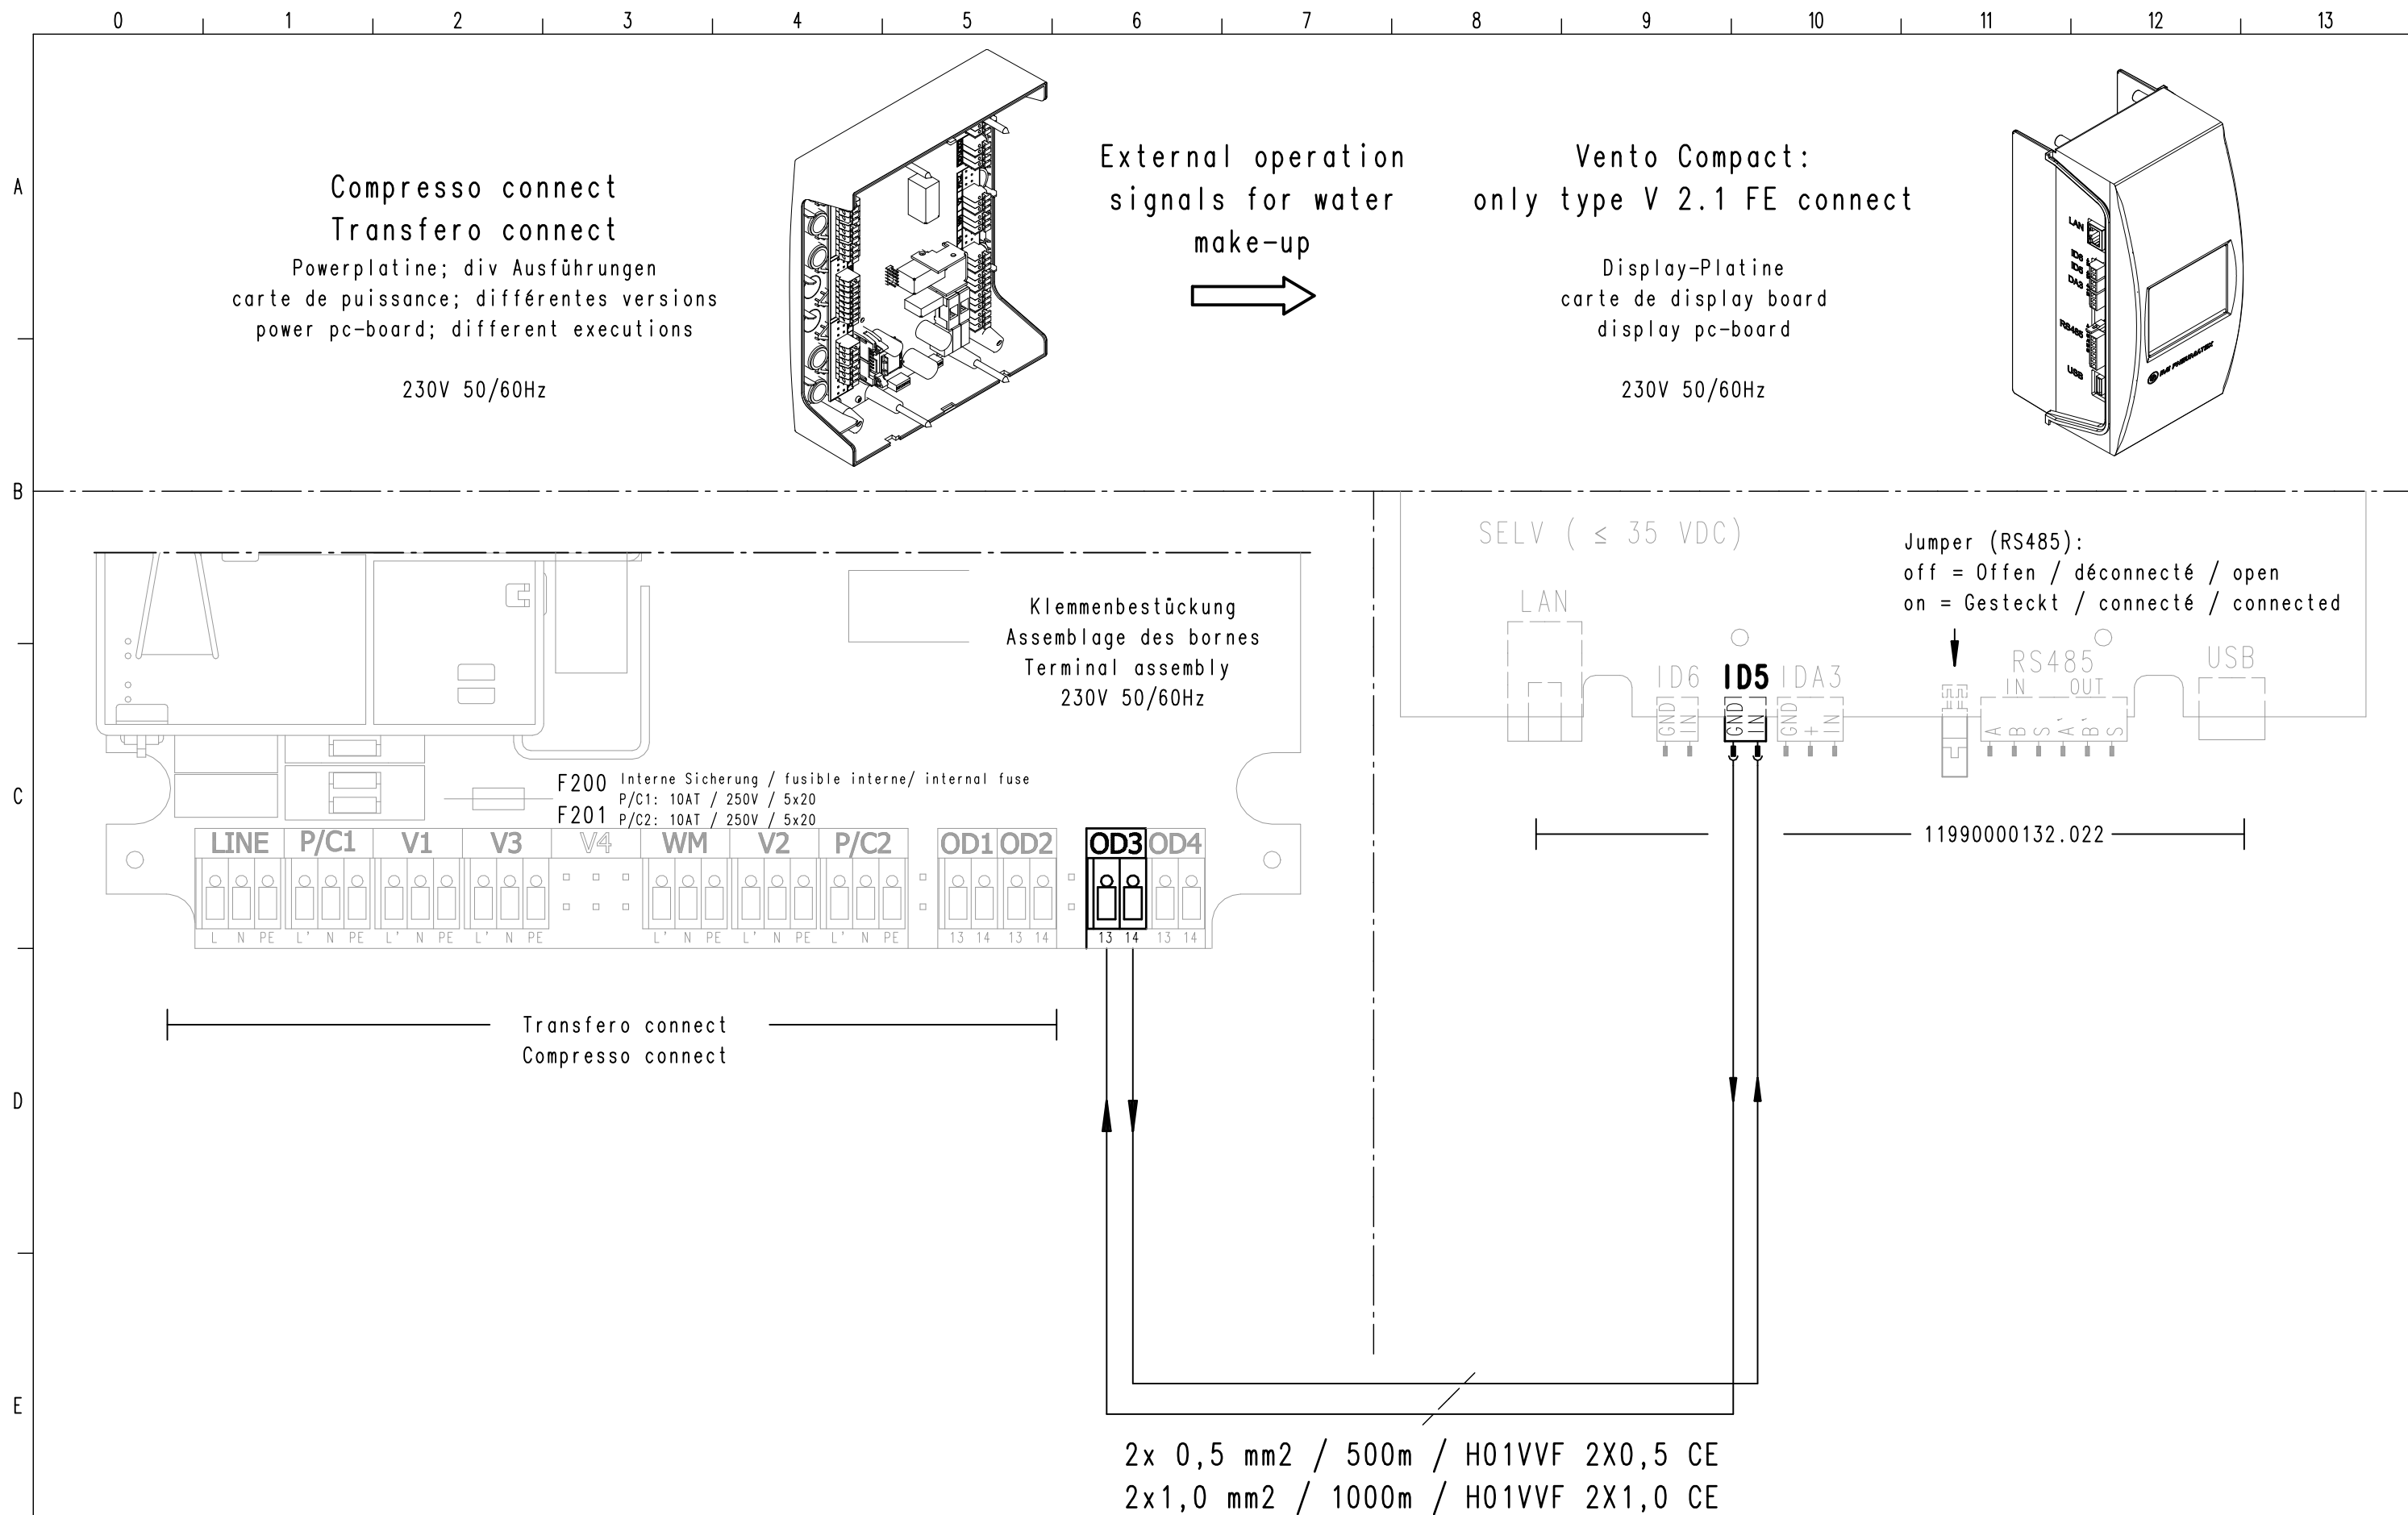 0 1 2 3 4 5 6 7 8 9 10 11 12 13
A
B
C
D
E
Compresso connect
Transfero connect
Powerplatine; div Ausführungen
carte de puissance; différentes versions
power pc-board; different executions
230V 50/60Hz
External operation
signals for water
make-up
Vento Compact:
only type V 2.1 FE connect
Display-Platine
carte de display board
display pc-board
230V 50/60Hz
LAN
ID6
ID5
DA3
RS485
USB
IMI PNEUMATEX
Klemmenbestückung
Assemblage des bornes
Terminal assembly
230V 50/60Hz
F200 Interne Sicherung / fusible interne/ internal fuse
P/C1: 10AT / 250V / 5x20
F201 P/C2: 10AT / 250V / 5x20
LINE P/C1 V1 V3 V4 WM V2 P/C2 OD1 OD2 OD3 OD4
L N PE L' N PE L' N PE L' N PE L' N PE L' N PE L' N PE 13 14 13 14 13 14 13 14
Transfero connect
Compresso connect
SELV ( ≤ 35 VDC)
Jumper (RS485):
off = Offen / déconnecté / open
on = Gesteckt / connecté / connected
LAN
ID6 ID5 IDA3
RS485
IN OUT
USB
GND IN GND IN GND + IN A B S A' B' S
11990000132.022
2x 0,5 mm2 / 500m / H01VVF 2X0,5 CE
2x1,0 mm2 / 1000m / H01VVF 2X1,0 CE